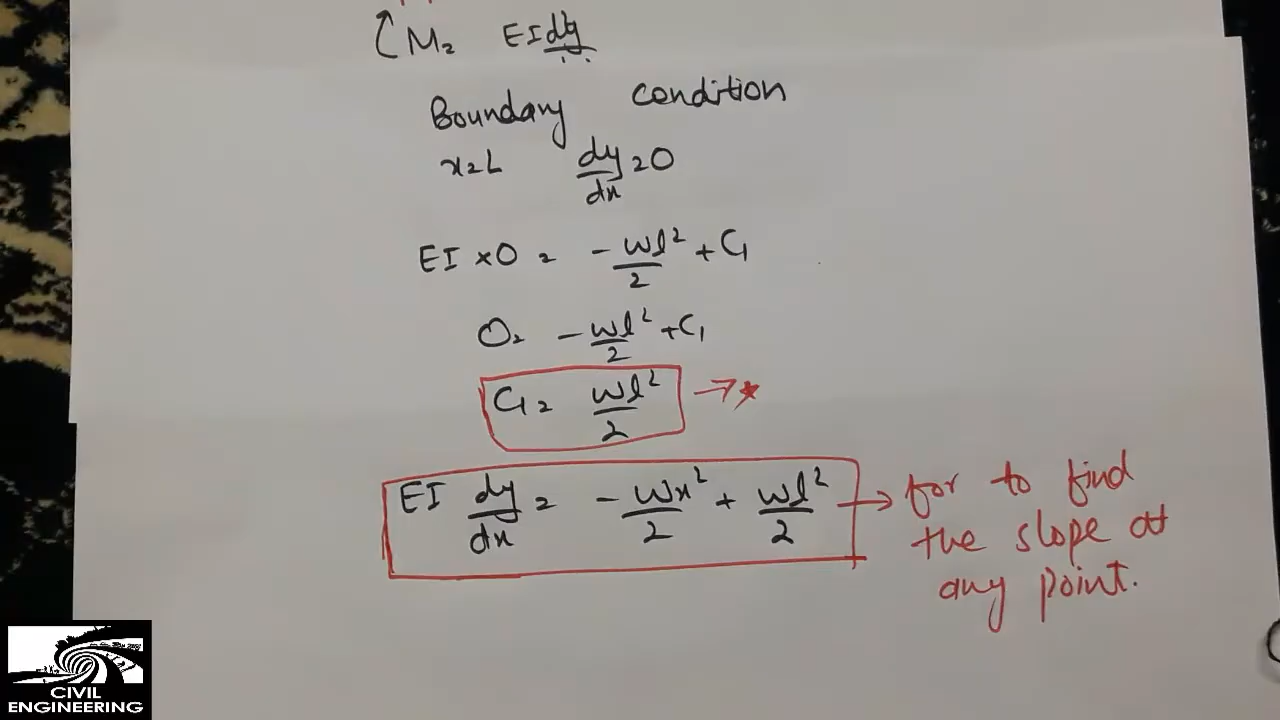 M = EI d²y
Boundary condition
x=L dy/dx =0
EI ×0 = - wl²/2 + C₁
0= - wl²/2 +C₁
C₁ = wl²/2 → *
EI dy/dx = - wx²/2 + wl²/2 → for to find
the slope at
any point.
CIVIL
ENGINEERING